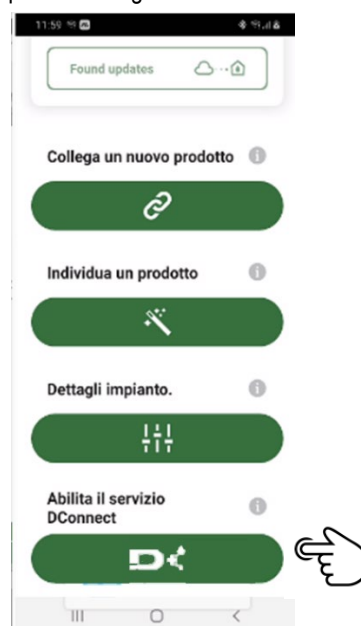 11:59
Found updates
Collega un nuovo prodotto
Individua un prodotto
Dettagli impianto.
Abilita il servizio
DConnect